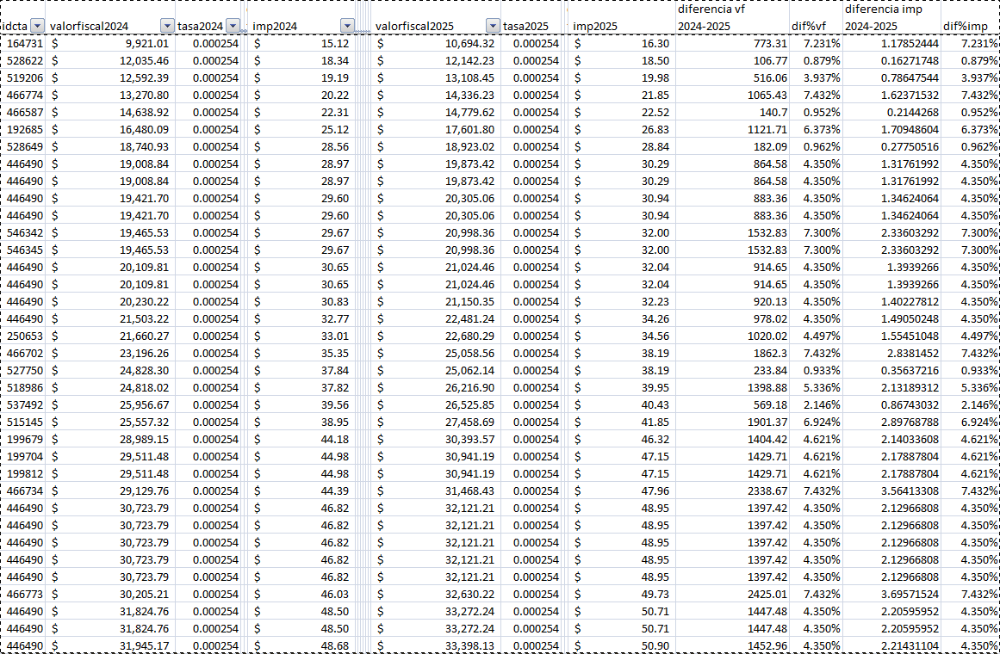 diferencia vf diferencia imp
idcta valorfiscal2024 tasa2024 imp2024 valorfiscal2025 tasa2025 imp2025 2024-2025 dif%vf 2024-2025 dif%imp
164731 $ 9,921.01 0.000254 $ 15.12 $ 10,694.32 0.000254 $ 16.30 773.31 7.231% 1.17852444 7.231%
528622 $ 12,035.46 0.000254 $ 18.34 $ 12,142.23 0.000254 $ 18.50 106.77 0.879% 0.16271748 0.879%
519206 $ 12,592.39 0.000254 $ 19.19 $ 13,108.45 0.000254 $ 19.98 516.06 3.937% 0.78647544 3.937%
466774 $ 13,270.80 0.000254 $ 20.22 $ 14,336.23 0.000254 $ 21.85 1065.43 7.432% 1.62371532 7.432%
466587 $ 14,638.92 0.000254 $ 22.31 $ 14,779.62 0.000254 $ 22.52 140.7 0.952% 0.2144268 0.952%
192685 $ 16,480.09 0.000254 $ 25.12 $ 17,601.80 0.000254 $ 26.83 1121.71 6.373% 1.70948604 6.373%
528649 $ 18,740.93 0.000254 $ 28.56 $ 18,923.02 0.000254 $ 28.84 182.09 0.962% 0.27750516 0.962%
446490 $ 19,008.84 0.000254 $ 28.97 $ 19,873.42 0.000254 $ 30.29 864.58 4.350% 1.31761992 4.350%
446490 $ 19,008.84 0.000254 $ 28.97 $ 19,873.42 0.000254 $ 30.29 864.58 4.350% 1.31761992 4.350%
446490 $ 19,421.70 0.000254 $ 29.60 $ 20,305.06 0.000254 $ 30.94 883.36 4.350% 1.34624064 4.350%
446490 $ 19,421.70 0.000254 $ 29.60 $ 20,305.06 0.000254 $ 30.94 883.36 4.350% 1.34624064 4.350%
546342 $ 19,465.53 0.000254 $ 29.67 $ 20,998.36 0.000254 $ 32.00 1532.83 7.300% 2.33603292 7.300%
546345 $ 19,465.53 0.000254 $ 29.67 $ 20,998.36 0.000254 $ 32.00 1532.83 7.300% 2.33603292 7.300%
446490 $ 20,109.81 0.000254 $ 30.65 $ 21,024.46 0.000254 $ 32.04 914.65 4.350% 1.3939266 4.350%
446490 $ 20,109.81 0.000254 $ 30.65 $ 21,024.46 0.000254 $ 32.04 914.65 4.350% 1.3939266 4.350%
446490 $ 20,230.22 0.000254 $ 30.83 $ 21,150.35 0.000254 $ 32.23 920.13 4.350% 1.40227812 4.350%
446490 $ 21,503.22 0.000254 $ 32.77 $ 22,481.24 0.000254 $ 34.26 978.02 4.350% 1.49050248 4.350%
250653 $ 21,660.27 0.000254 $ 33.01 $ 22,680.29 0.000254 $ 34.56 1020.02 4.497% 1.55451048 4.497%
466702 $ 23,196.26 0.000254 $ 35.35 $ 25,058.56 0.000254 $ 38.19 1862.3 7.432% 2.8381452 7.432%
527750 $ 24,828.30 0.000254 $ 37.84 $ 25,062.14 0.000254 $ 38.19 233.84 0.933% 0.35637216 0.933%
518986 $ 24,818.02 0.000254 $ 37.82 $ 26,216.90 0.000254 $ 39.95 1398.88 5.336% 2.13189312 5.336%
537492 $ 25,956.67 0.000254 $ 39.56 $ 26,525.85 0.000254 $ 40.43 569.18 2.146% 0.86743032 2.146%
515145 $ 25,557.32 0.000254 $ 38.95 $ 27,458.69 0.000254 $ 41.85 1901.37 6.924% 2.89768788 6.924%
199679 $ 28,989.15 0.000254 $ 44.18 $ 30,393.57 0.000254 $ 46.32 1404.42 4.621% 2.14033608 4.621%
199704 $ 29,511.48 0.000254 $ 44.98 $ 30,941.19 0.000254 $ 47.15 1429.71 4.621% 2.17887804 4.621%
199812 $ 29,511.48 0.000254 $ 44.98 $ 30,941.19 0.000254 $ 47.15 1429.71 4.621% 2.17887804 4.621%
466734 $ 29,129.76 0.000254 $ 44.39 $ 31,468.43 0.000254 $ 47.96 2338.67 7.432% 3.56413308 7.432%
446490 $ 30,723.79 0.000254 $ 46.82 $ 32,121.21 0.000254 $ 48.95 1397.42 4.350% 2.12966808 4.350%
446490 $ 30,723.79 0.000254 $ 46.82 $ 32,121.21 0.000254 $ 48.95 1397.42 4.350% 2.12966808 4.350%
446490 $ 30,723.79 0.000254 $ 46.82 $ 32,121.21 0.000254 $ 48.95 1397.42 4.350% 2.12966808 4.350%
446490 $ 30,723.79 0.000254 $ 46.82 $ 32,121.21 0.000254 $ 48.95 1397.42 4.350% 2.12966808 4.350%
446490 $ 30,723.79 0.000254 $ 46.82 $ 32,121.21 0.000254 $ 48.95 1397.42 4.350% 2.12966808 4.350%
466773 $ 30,205.21 0.000254 $ 46.03 $ 32,630.22 0.000254 $ 49.73 2425.01 7.432% 3.69571524 7.432%
446490 $ 31,824.76 0.000254 $ 48.50 $ 33,272.24 0.000254 $ 50.71 1447.48 4.350% 2.20595952 4.350%
446490 $ 31,824.76 0.000254 $ 48.50 $ 33,272.24 0.000254 $ 50.71 1447.48 4.350% 2.20595952 4.350%
446490 $ 31,945.17 0.000254 $ 48.68 $ 33,398.13 0.000254 $ 50.90 1452.96 4.350% 2.21431104 4.350%